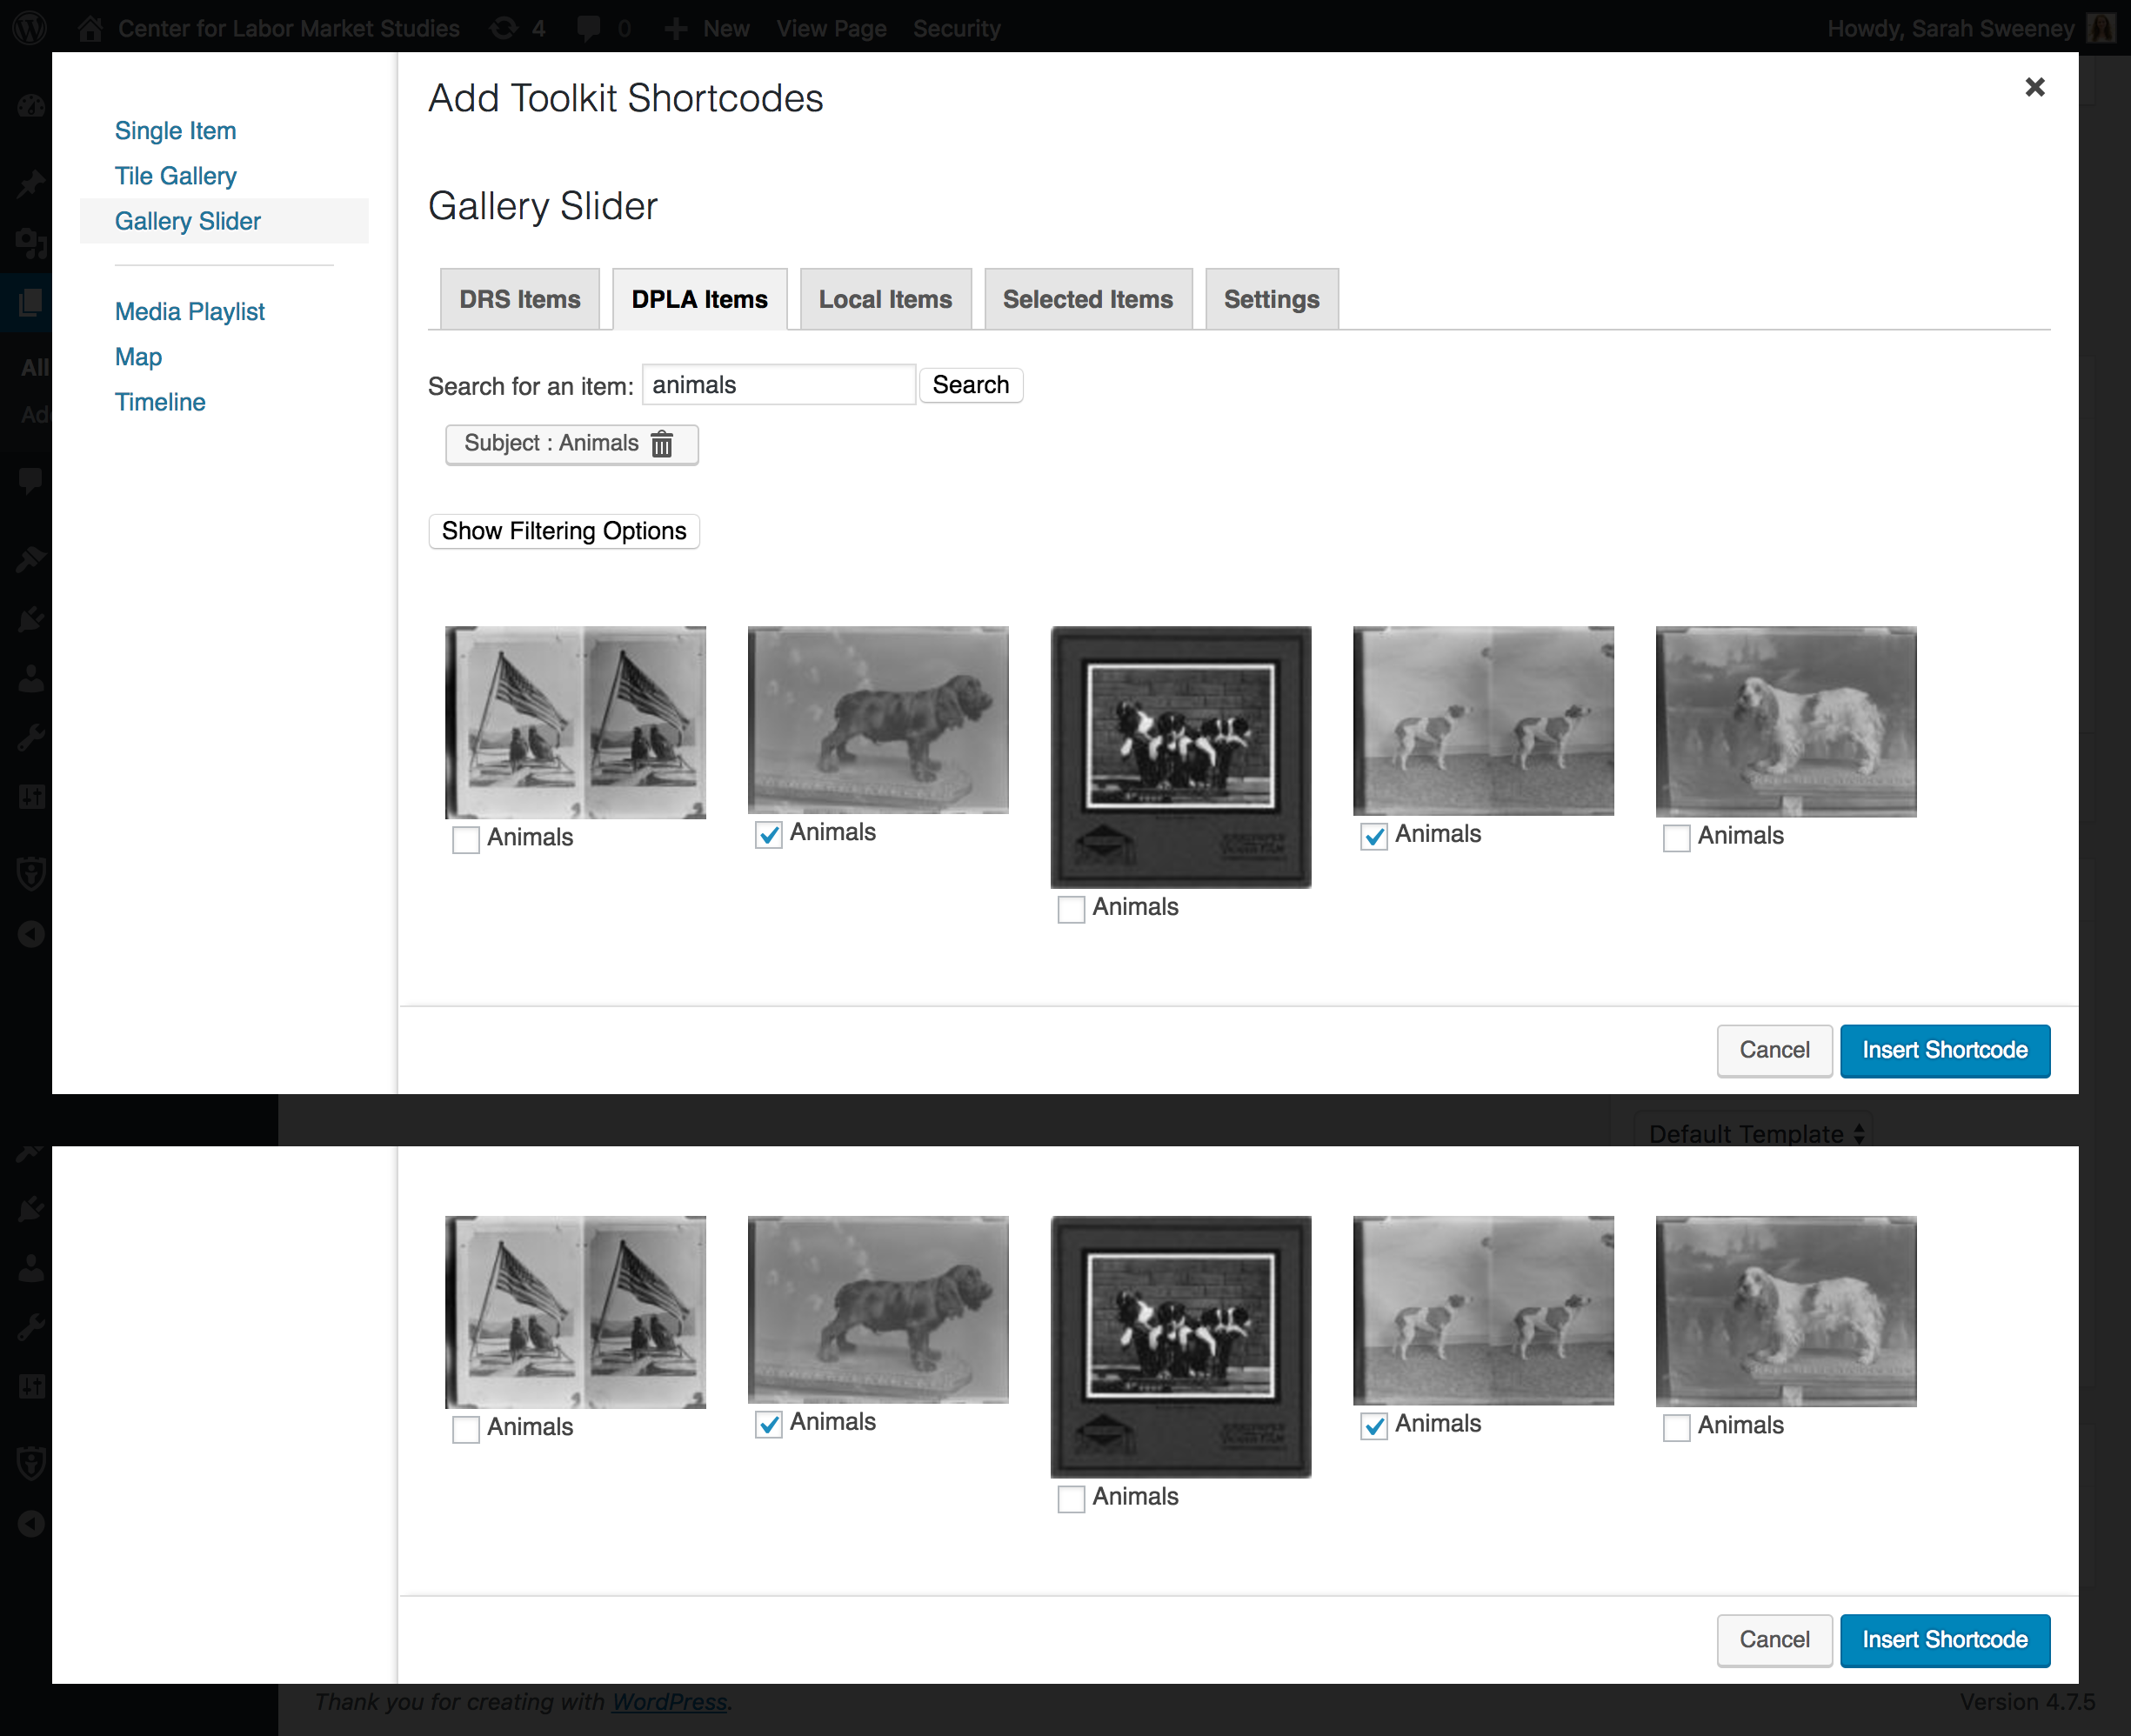 Center for Labor Market Studies 4 0 New View Page Security Howdy, Sarah Sweeney
Add Toolkit Shortcodes
Single Item
Tile Gallery
Gallery Slider
Media Playlist
Map
Timeline
All
Add
Gallery Slider
DRS Items DPLA Items Local Items Selected Items Settings
Search for an item: animals Search
Subject : Animals
Show Filtering Options
Animals Animals Animals Animals Animals
Cancel Insert Shortcode
Default Template
Animals Animals Animals Animals Animals
Cancel Insert Shortcode
Thank you for creating with WordPress. Version 4.7.5